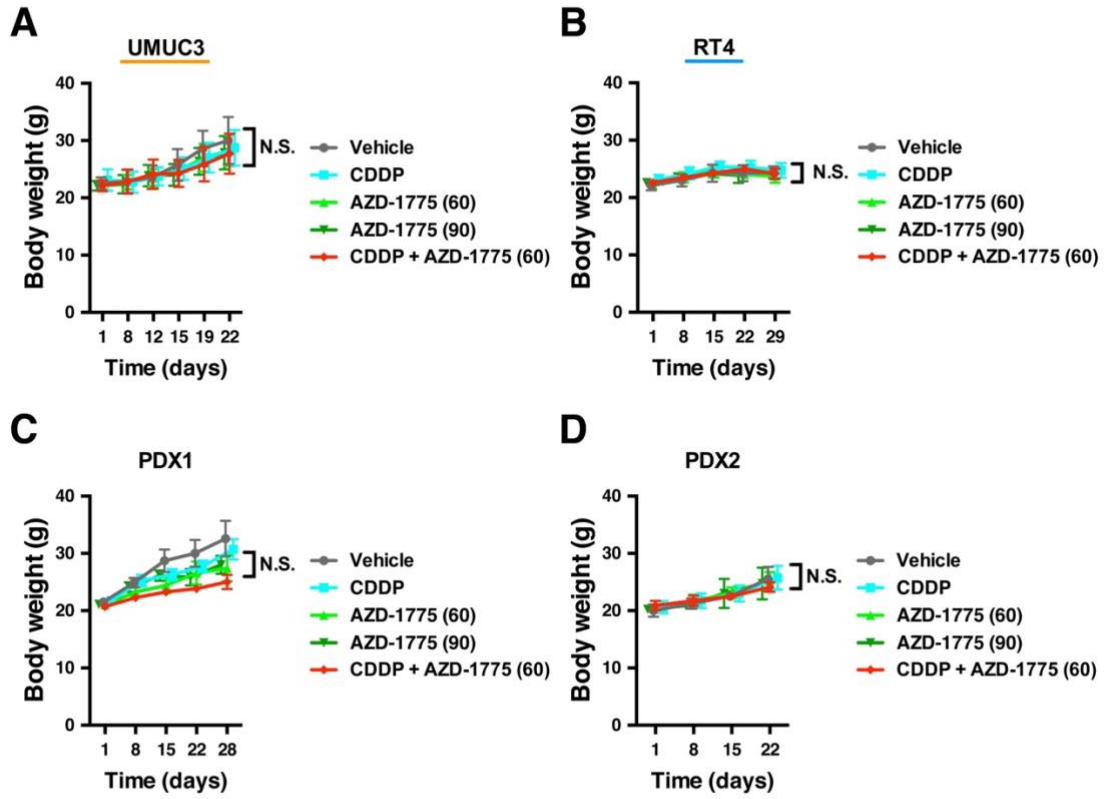 A
UMUC3
Body weight (g)
40
30
20
10
0
1 8 12 15 19 22
Time (days)
N.S.
Vehicle
CDDP
AZD-1775 (60)
AZD-1775 (90)
CDDP + AZD-1775 (60)
B
RT4
Body weight (g)
40
30
20
10
0
1 8 15 22 29
Time (days)
N.S.
Vehicle
CDDP
AZD-1775 (60)
AZD-1775 (90)
CDDP + AZD-1775 (60)
C
PDX1
Body weight (g)
40
30
20
10
0
1 8 15 22 28
Time (days)
N.S.
Vehicle
CDDP
AZD-1775 (60)
AZD-1775 (90)
CDDP + AZD-1775 (60)
D
PDX2
Body weight (g)
40
30
20
10
0
1 8 15 22
Time (days)
N.S.
Vehicle
CDDP
AZD-1775 (60)
AZD-1775 (90)
CDDP + AZD-1775 (60)